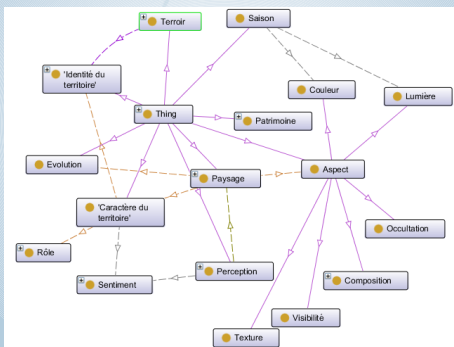 Terroir
Saison
'Identité du
territoire'
Couleur
Lumière
Thing
Patrimoine
Evolution
Paysage
Aspect
'Caractère du
territoire'
Occultation
Rôle
Sentiment
Perception
Composition
Visibilité
Texture